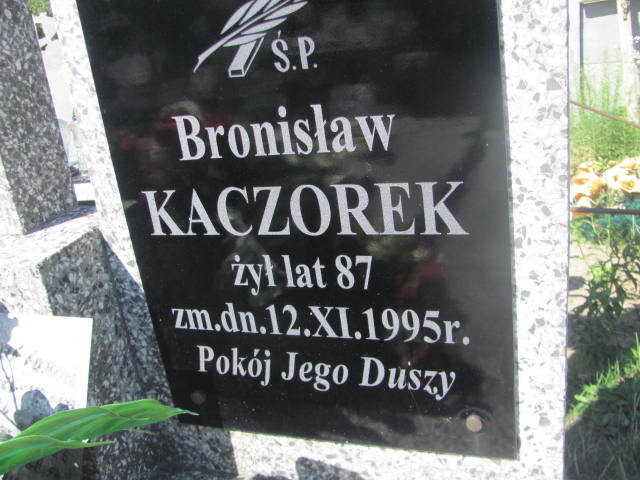 Ś.P.
Bronisław
KACZOREK
żył lat 87
zm.dn.12.XI.1995r.
Pokój Jego Duszy